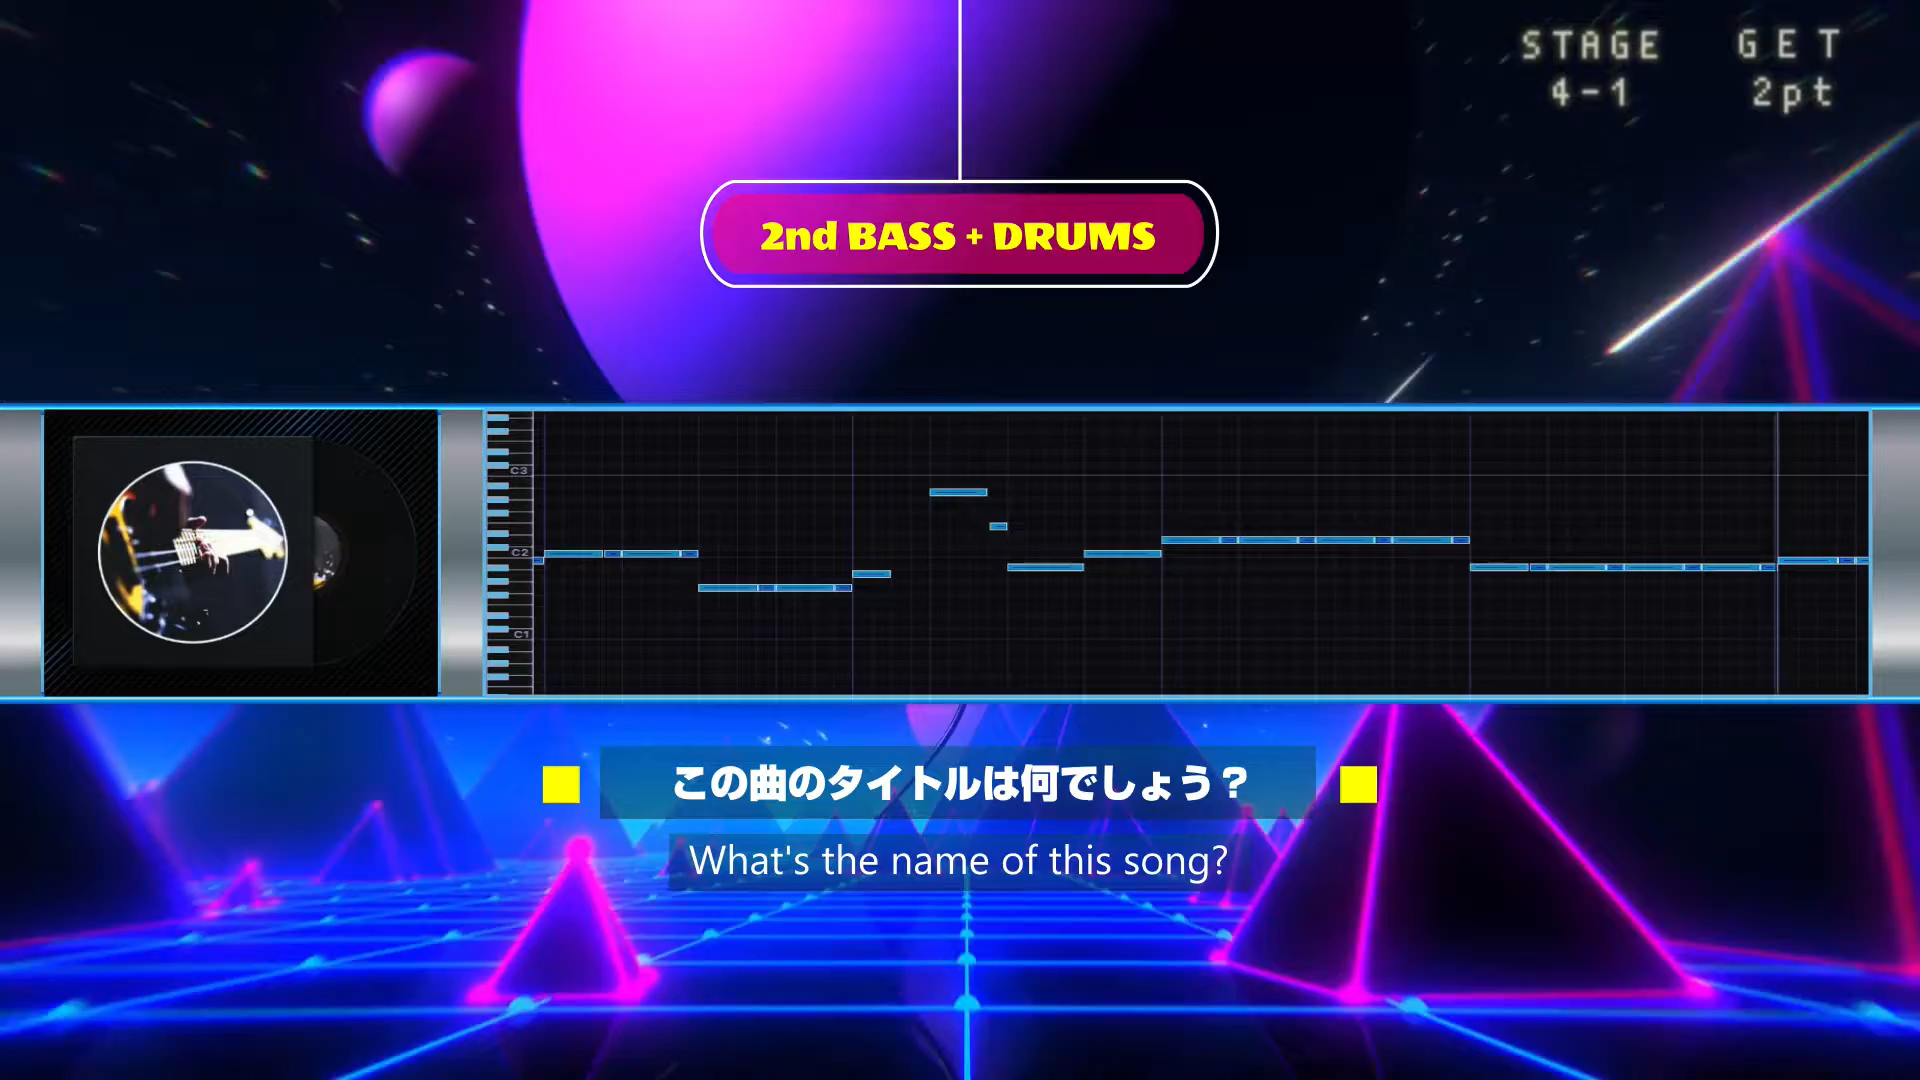 STAGE GET
4-1 2pt
2nd BASS + DRUMS
C3
C2
C1
この曲のタイトルは何でしょう？
What's the name of this song?